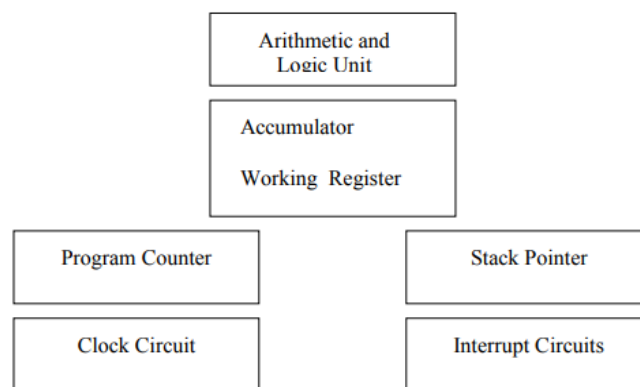 Arithmetic and
Logic Unit
Accumulator
Working Register
Program Counter
Stack Pointer
Clock Circuit
Interrupt Circuits